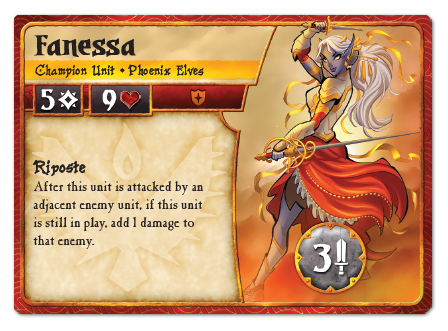 Fanessa
Champion Unit • Phoenix Elves
5 9
Riposte
After this unit is attacked by an
adjacent enemy unit, if this unit
is still in play, add 1 damage to
that enemy.
3